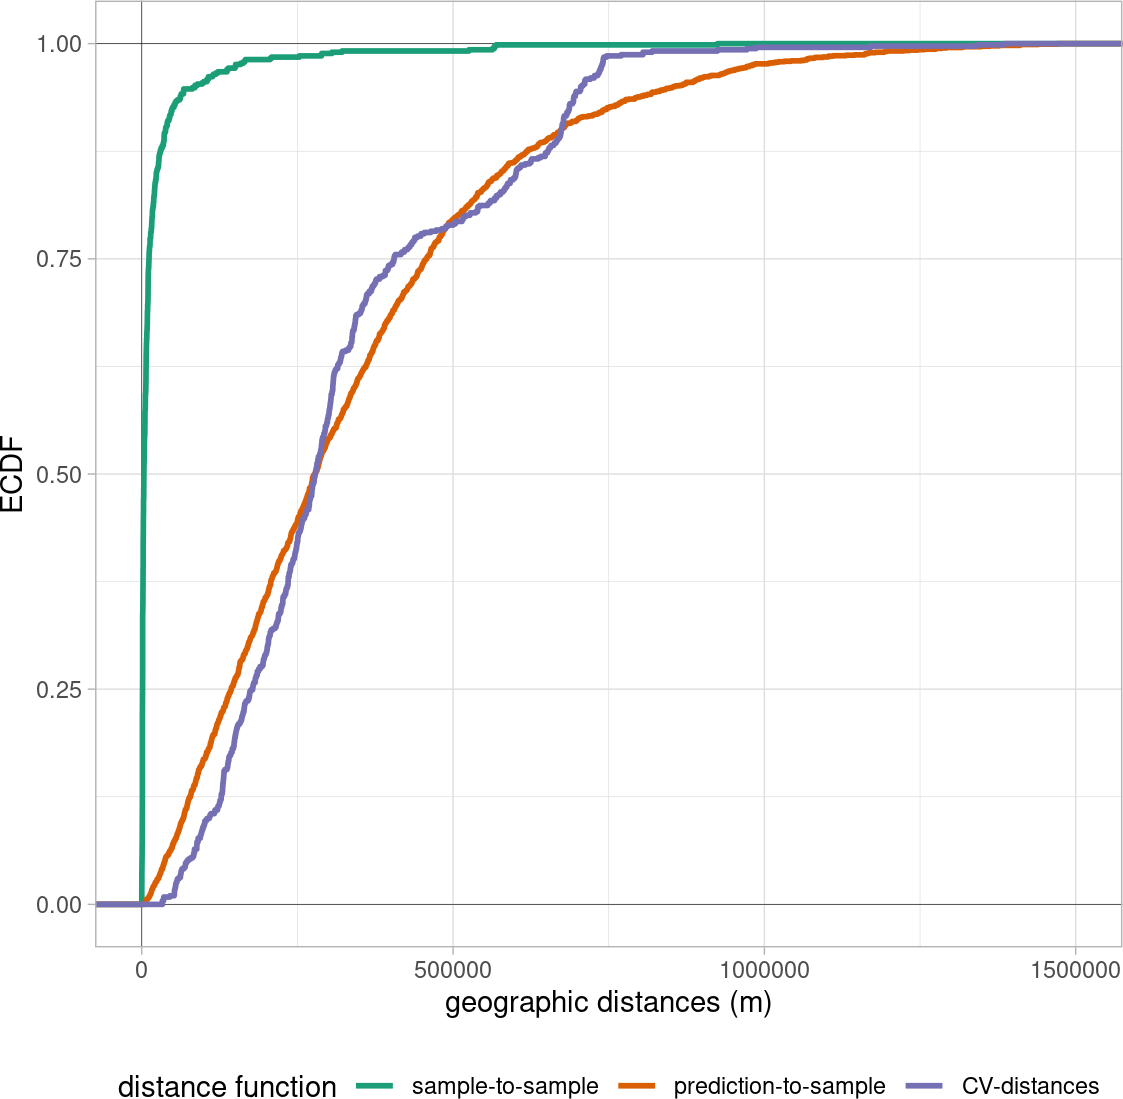 1.00
0.75
0.50
0.25
0.00
ECDF
0 500000 1000000 1500000
geographic distances (m)
distance function sample-to-sample prediction-to-sample CV-distances